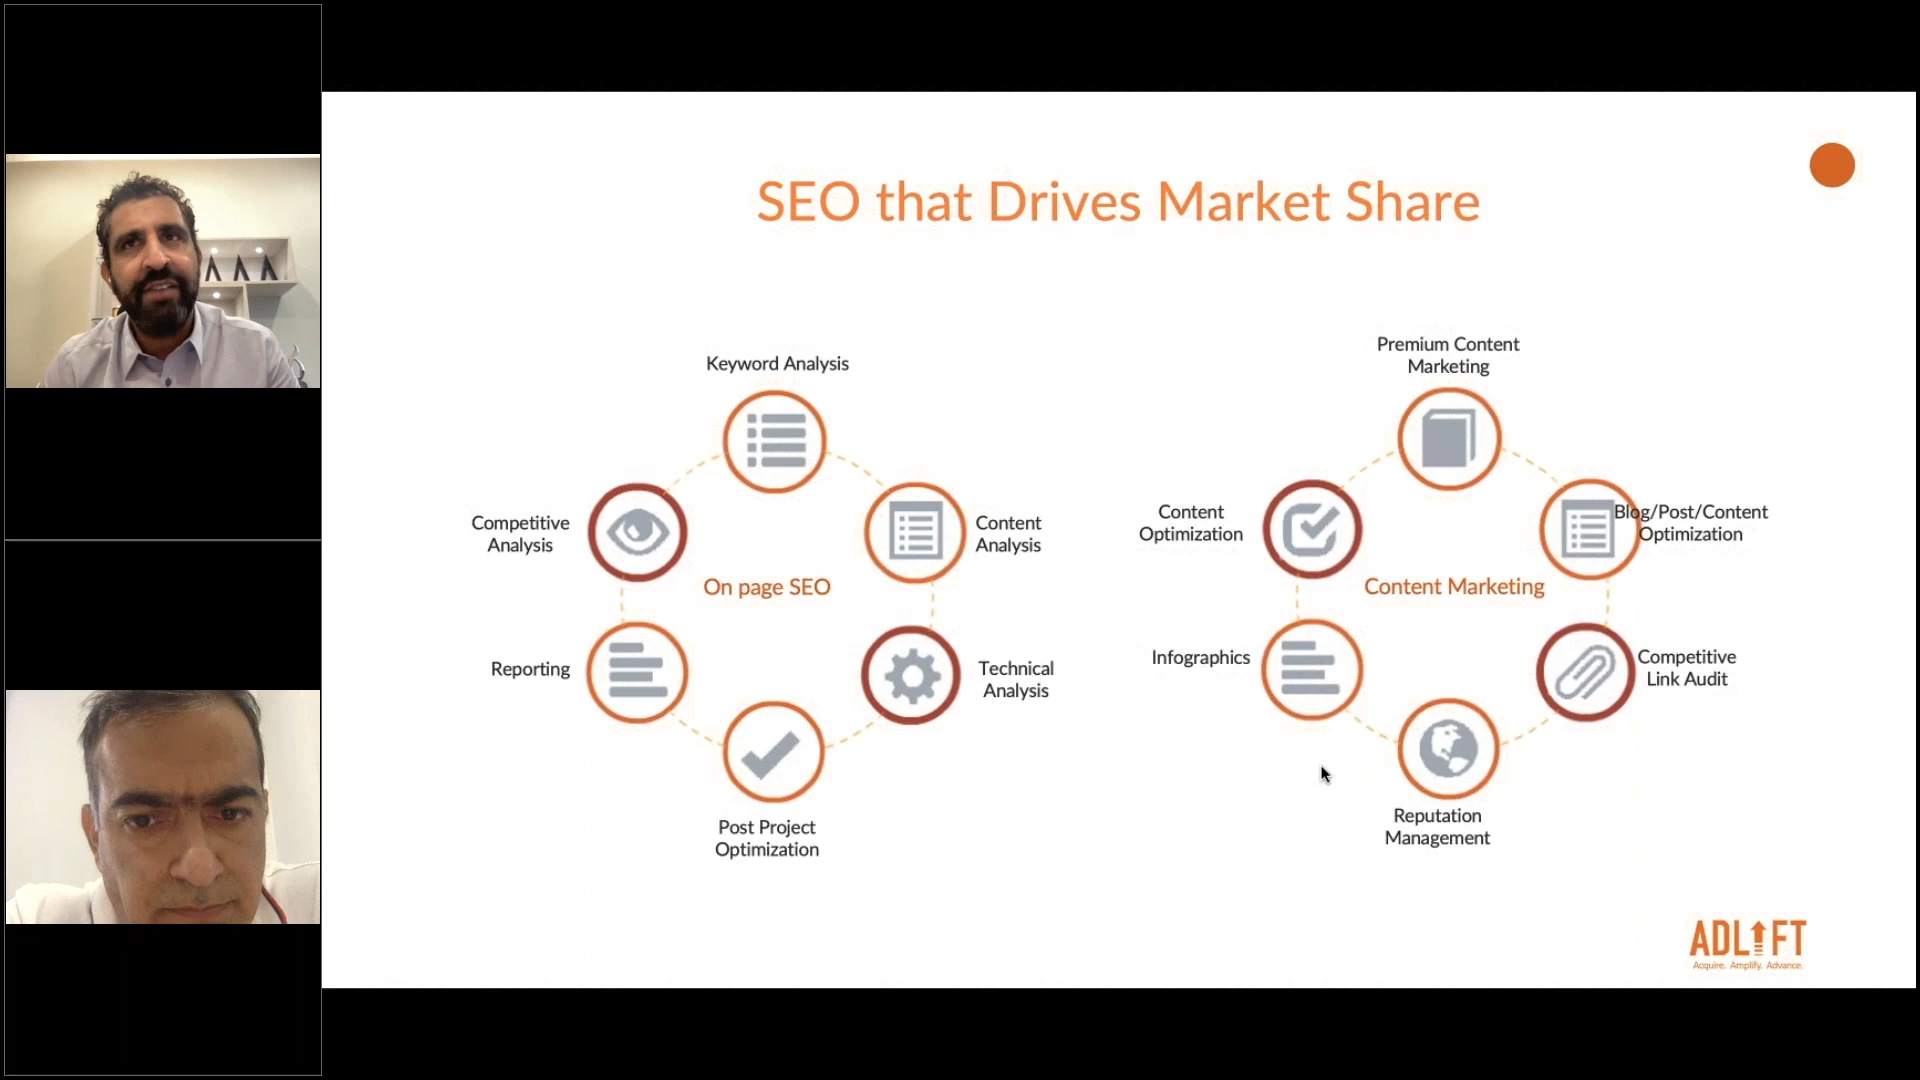 SEO that Drives Market Share
Keyword Analysis
Competitive
Analysis
Content
Analysis
On page SEO
Reporting
Technical
Analysis
Post Project
Optimization
Premium Content
Marketing
Content
Optimization
Blog/Post/Content
Optimization
Content Marketing
Infographics
Competitive
Link Audit
Reputation
Management
ADLIFT
Acquire. Amplify. Advance.